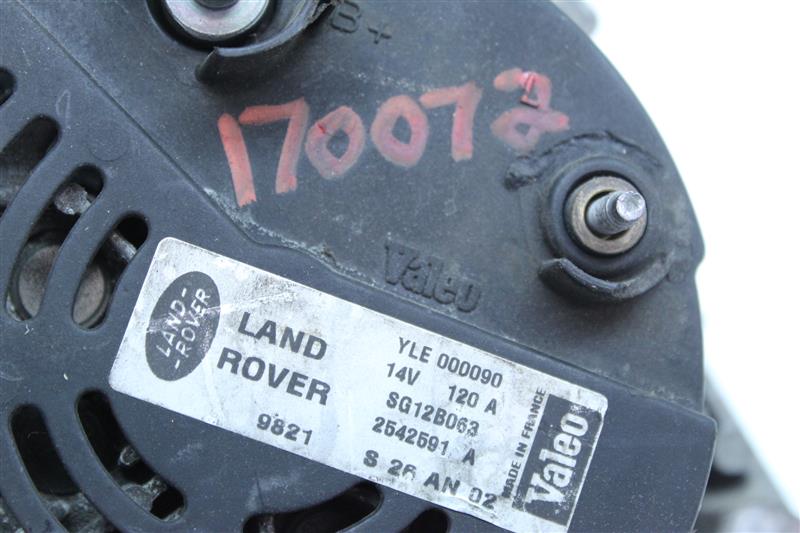 B+
170072
Valeo
LAND-
-ROVER
LAND
ROVER
9821
YLE 000090
14V 120 A
SG12B063
2542591 A
S 26 AN 02
MADE IN FRANCE
Valeo